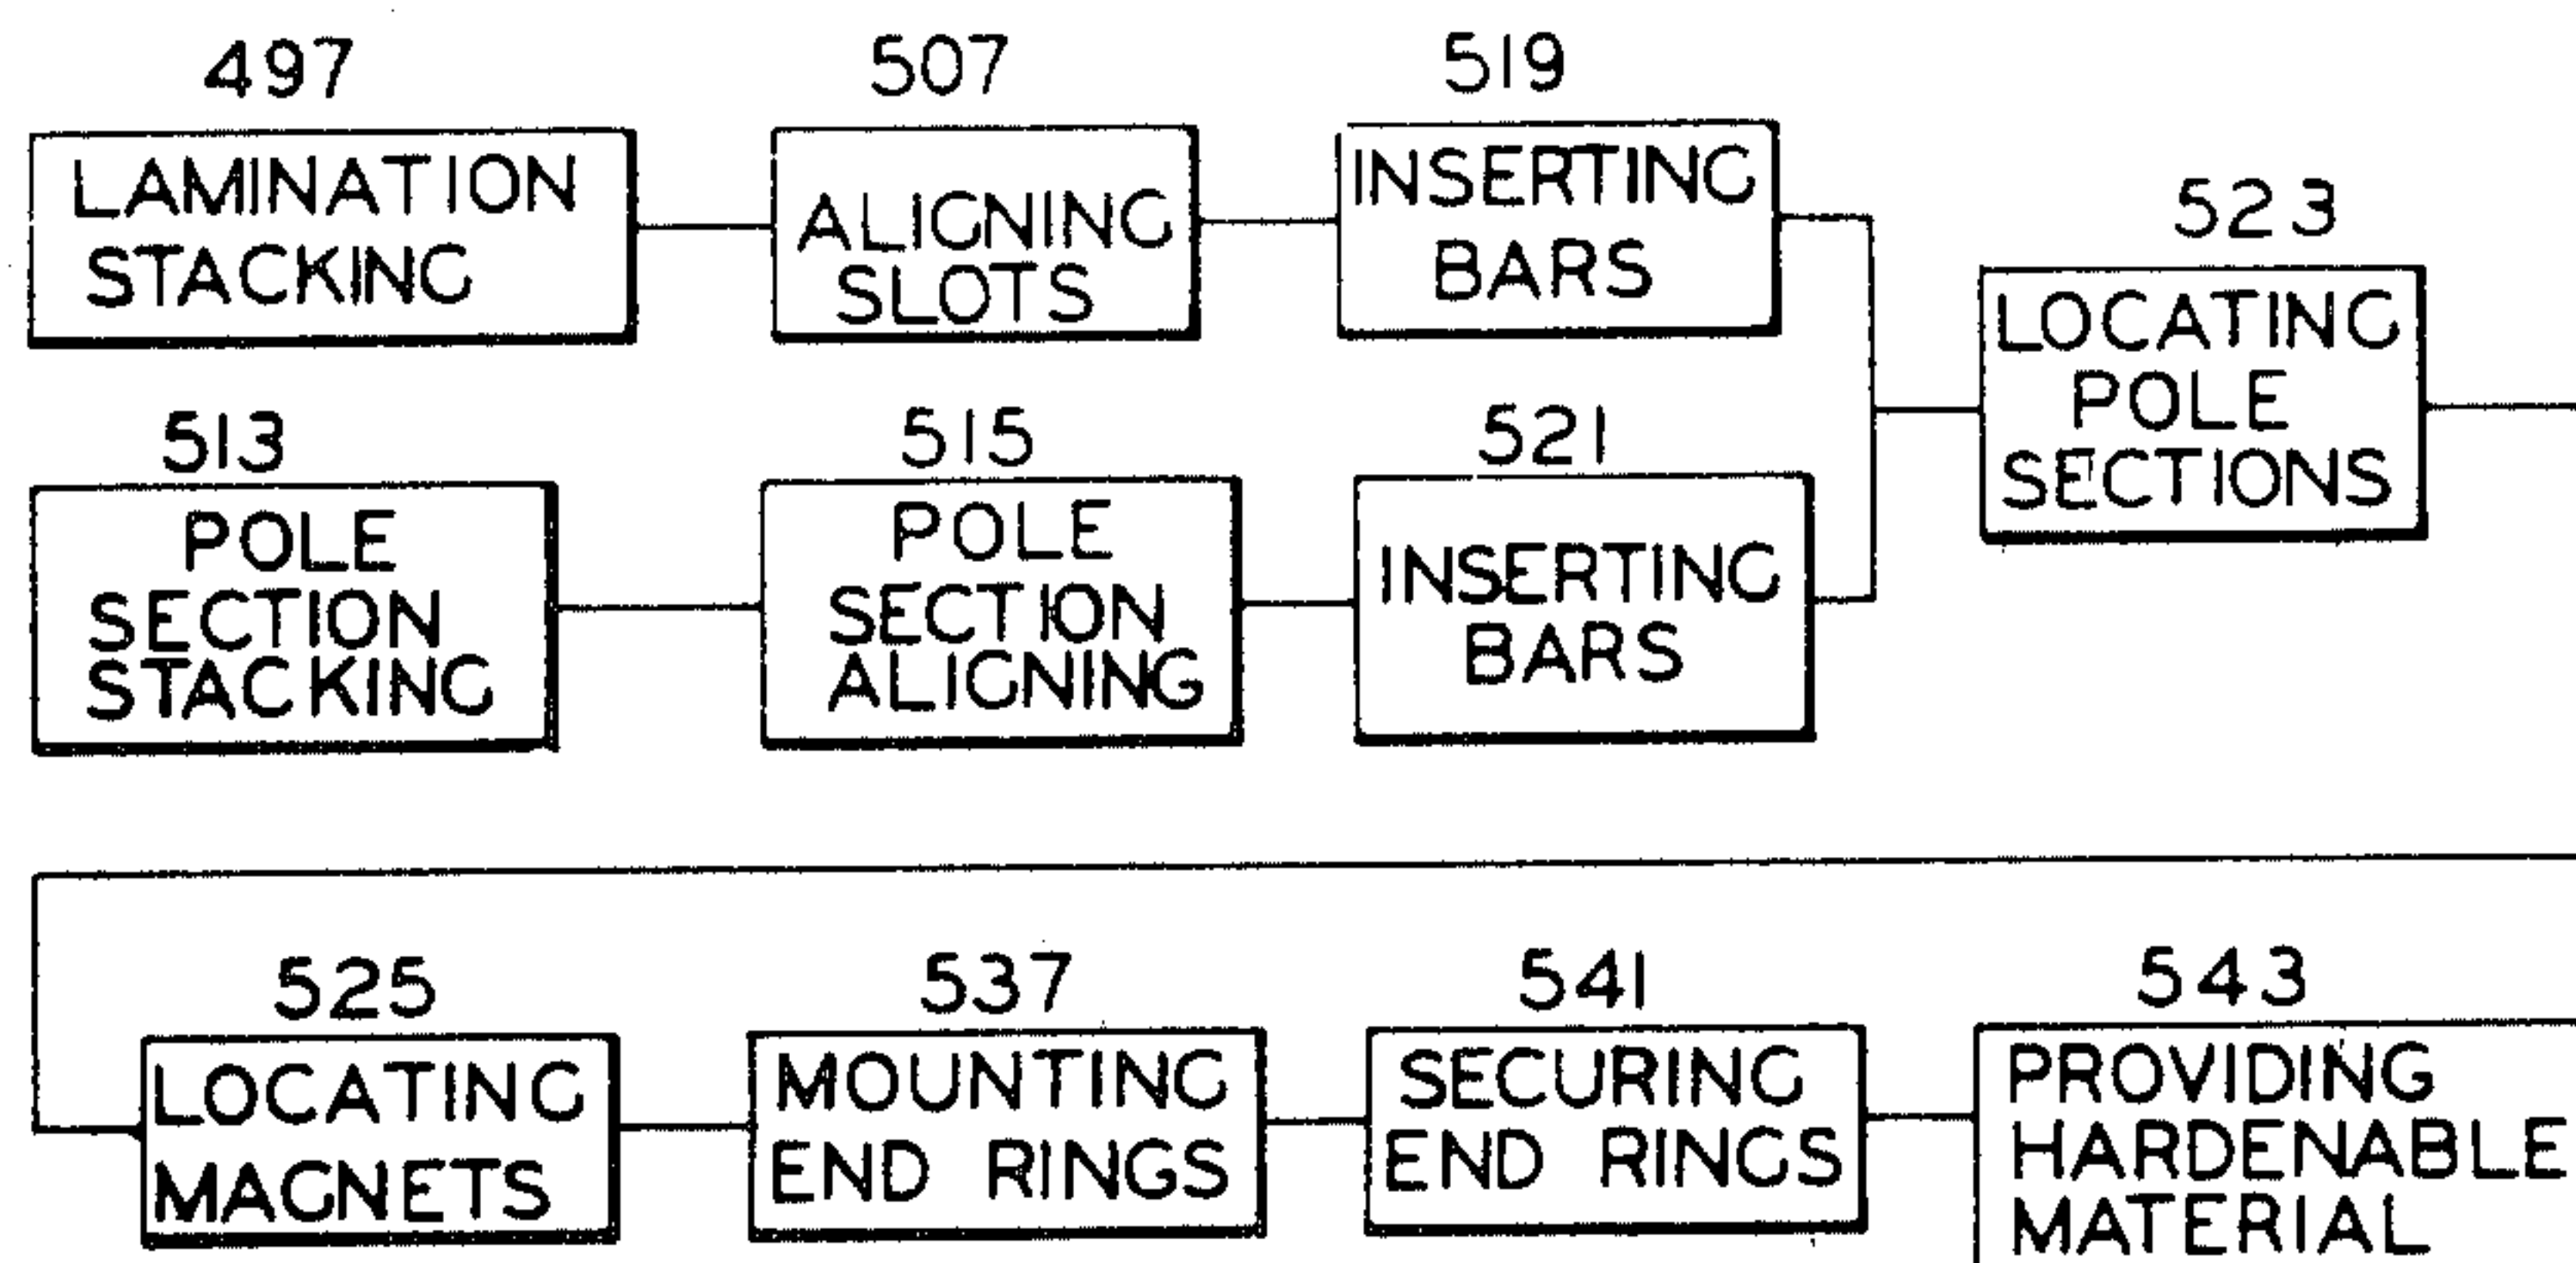 497
LAMINATION
STACKING
507
ALIGNING
SLOTS
519
INSERTING
BARS
523
LOCATING
POLE
SECTIONS
513
POLE
SECTION
STACKING
515
POLE
SECTION
ALIGNING
521
INSERTING
BARS
525
LOCATING
MAGNETS
537
MOUNTING
END RINGS
541
SECURING
END RINGS
543
PROVIDING
HARDENABLE
MATERIAL